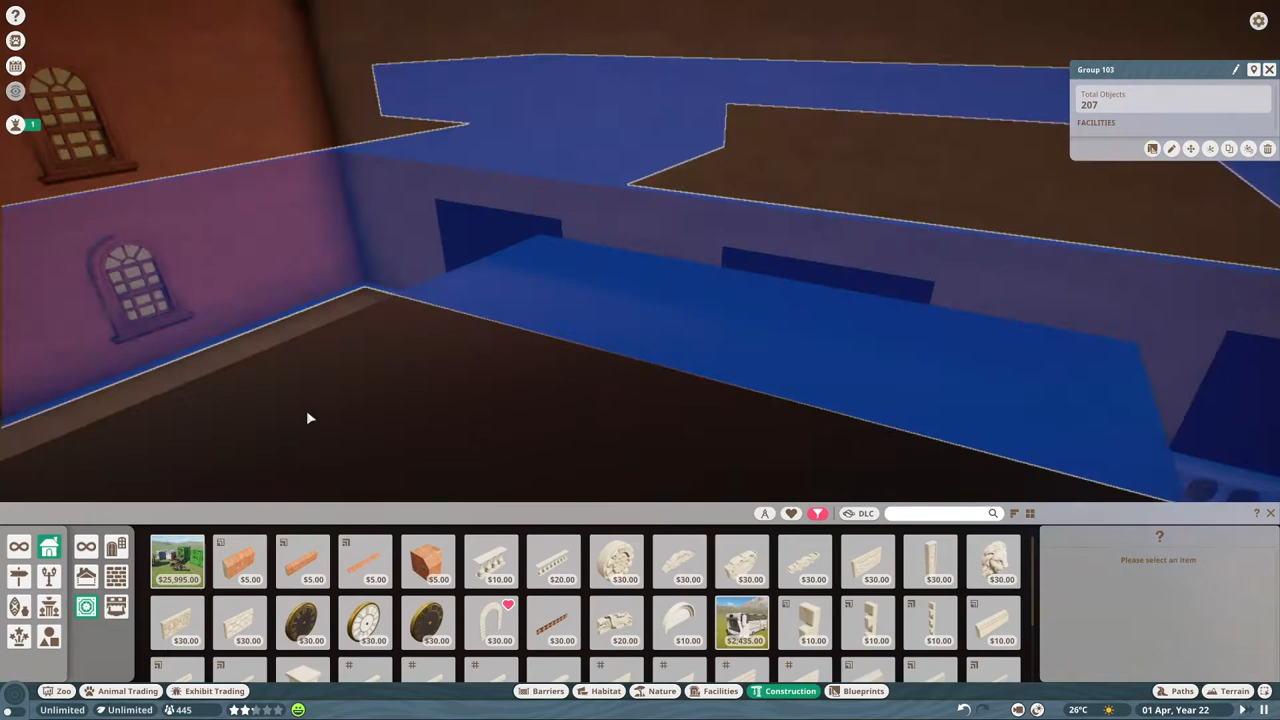 ?
Group 103
Total Objects
207
FACILITIES
1
DLC
?
$25,995.00 $5.00 $5.00 $5.00 $5.00 $10.00 $20.00 $30.00 $30.00 $30.00 $30.00 $30.00 $30.00 $30.00
?
Please select an item
$30.00 $30.00 $30.00 $30.00 $30.00 $30.00 $30.00 $20.00 $10.00 $2,435.00 $10.00 $10.00 $10.00 $10.00
Zoo Animal Trading Exhibit Trading Barriers Habitat Nature Facilities Construction Blueprints Paths Terrain
Unlimited Unlimited 445 26°C 01 Apr, Year 22